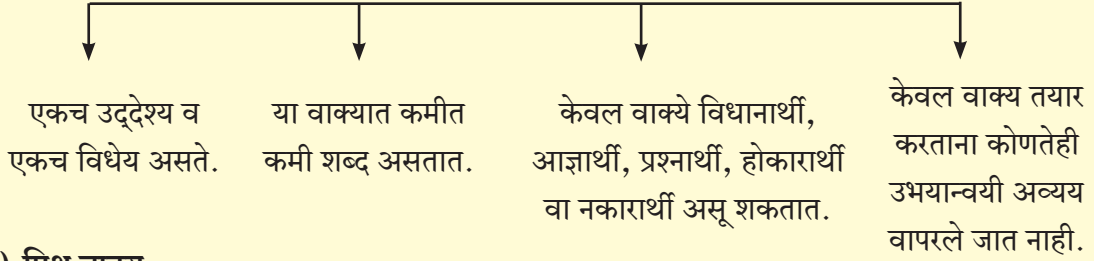 एकच उद्‌देश्य व
एकच विधेय असते.
या वाक्यात कमीत
कमी शब्द असतात.
केवल वाक्ये विधानार्थी,
आज्ञार्थी, प्रश्नार्थी, होकारार्थी
वा नकारार्थी असू शकतात.
केवल वाक्य तयार
करताना कोणतेही
उभयान्वयी अव्यय
वापरले जात नाही.